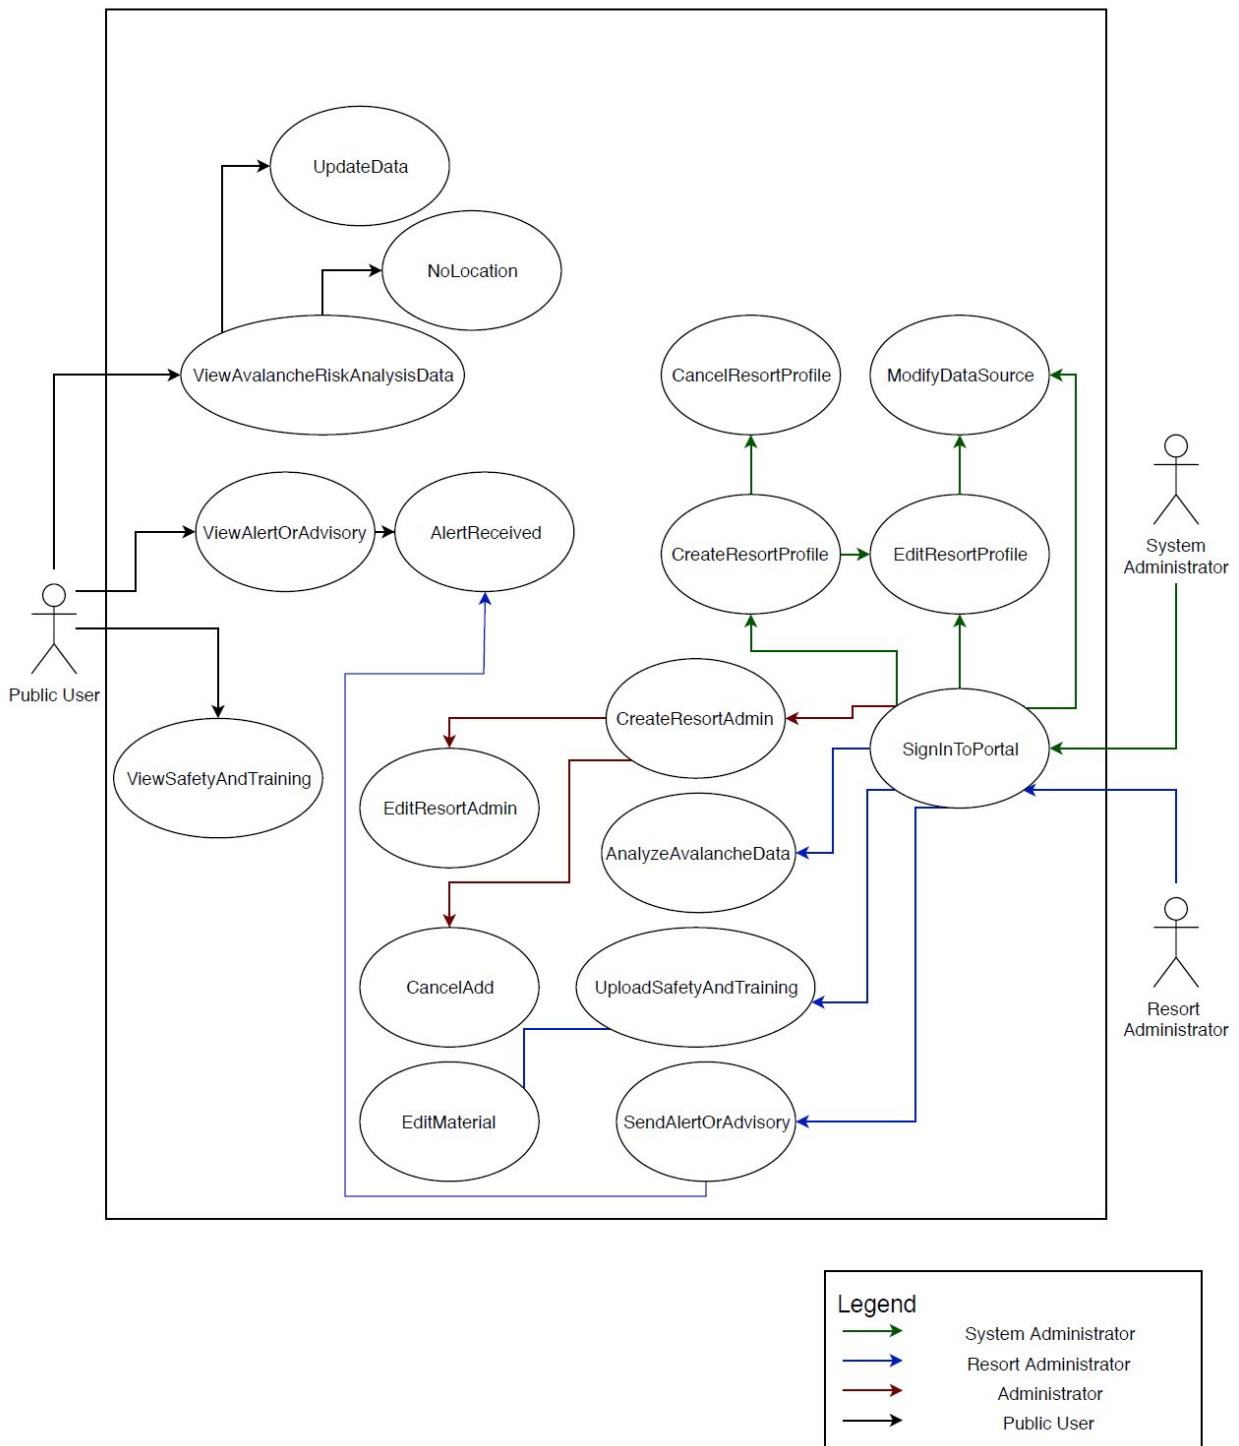 UpdateData
NoLocation
ViewAvalancheRiskAnalysisData
CancelResortProfile
ModifyDataSource
ViewAlertOrAdvisory
AlertReceived
CreateResortProfile
EditResortProfile
System
Administrator
Public User
CreateResortAdmin
SignInToPortal
ViewSafetyAndTraining
EditResortAdmin
AnalyzeAvalancheData
CancelAdd
UploadSafetyAndTraining
Resort
Administrator
EditMaterial
SendAlertOrAdvisory
Legend
System Administrator
Resort Administrator
Administrator
Public User